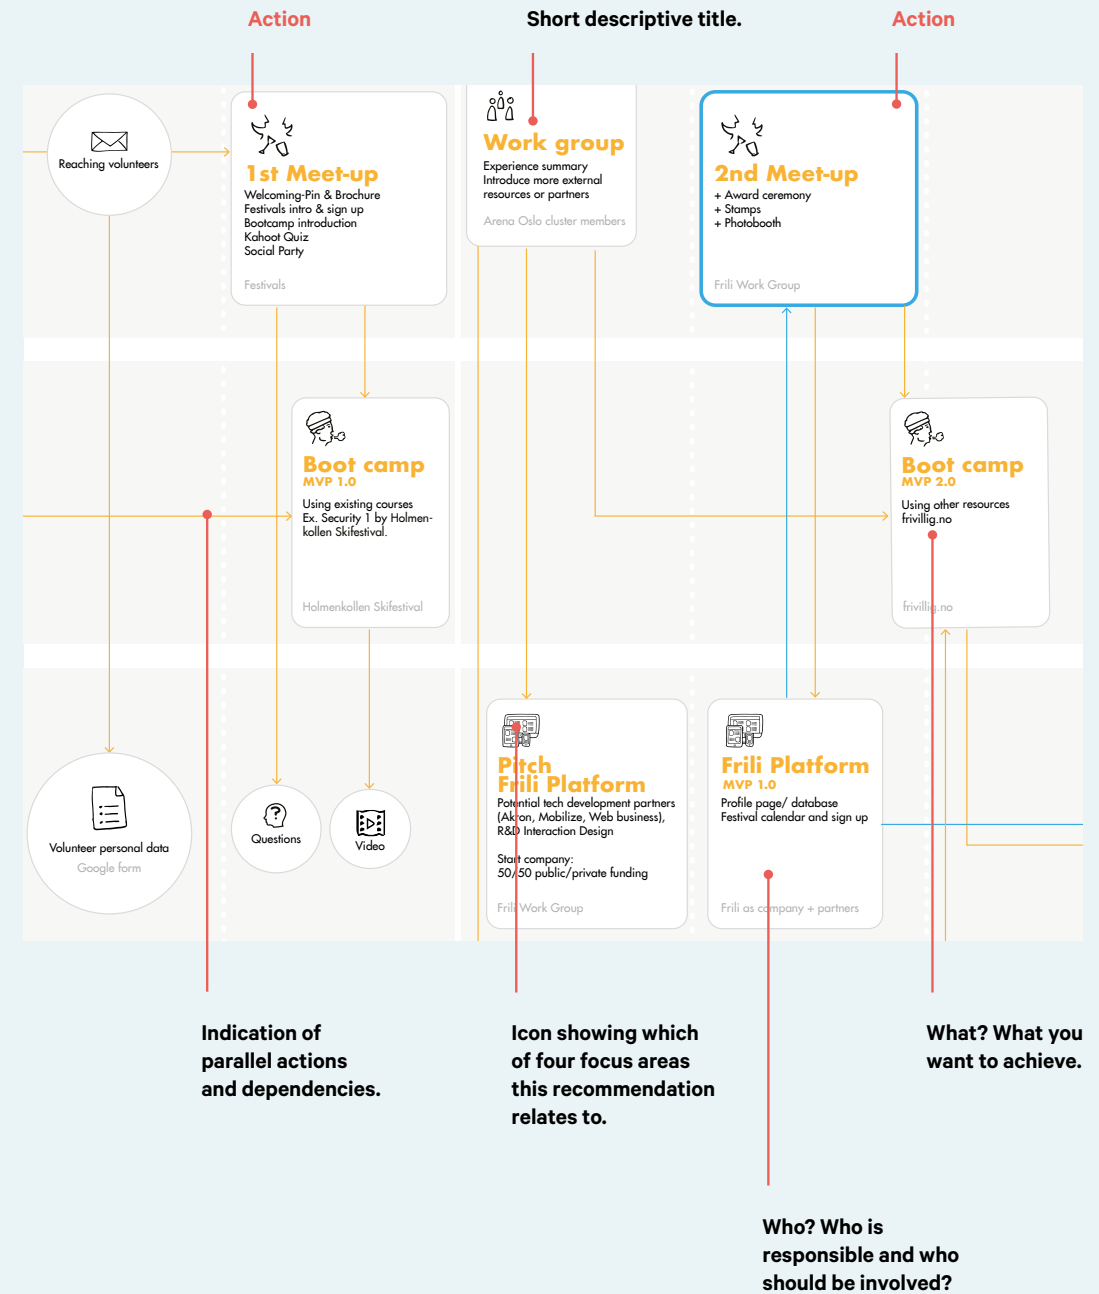 Action
Short descriptive title.
Action
Reaching volunteers
1st Meet-up
Welcoming-Pin & Brochure
Festivals intro & sign up
Bootcamp introduction
Kahoot Quiz
Social Party
Festivals
Work group
Experience summary
Introduce more external
resources or partners
Arena Oslo cluster members
2nd Meet-up
+ Award ceremony
+ Stamps
+ Photobooth
Frili Work Group
Boot camp
MVP 1.0
Using existing courses
Ex. Security 1 by Holmen-
kollen Skifestival.
Holmenkollen Skifestival
Boot camp
MVP 2.0
Using other resources
frivillig.no
frivillig.no
Volunteer personal data
Google form
Questions
Video
Pitch
Frili Platform
Potential tech development partners
(Akton, Mobilize, Web business),
R&D Interaction Design
Start company:
50/50 public/private funding
Frili Work Group
Frili Platform
MVP 1.0
Profile page/ database
Festival calendar and sign up
Frili as company + partners
Indication of
parallel actions
and dependencies.
Icon showing which
of four focus areas
this recommendation
relates to.
What? What you
want to achieve.
Who? Who is
responsible and who
should be involved?